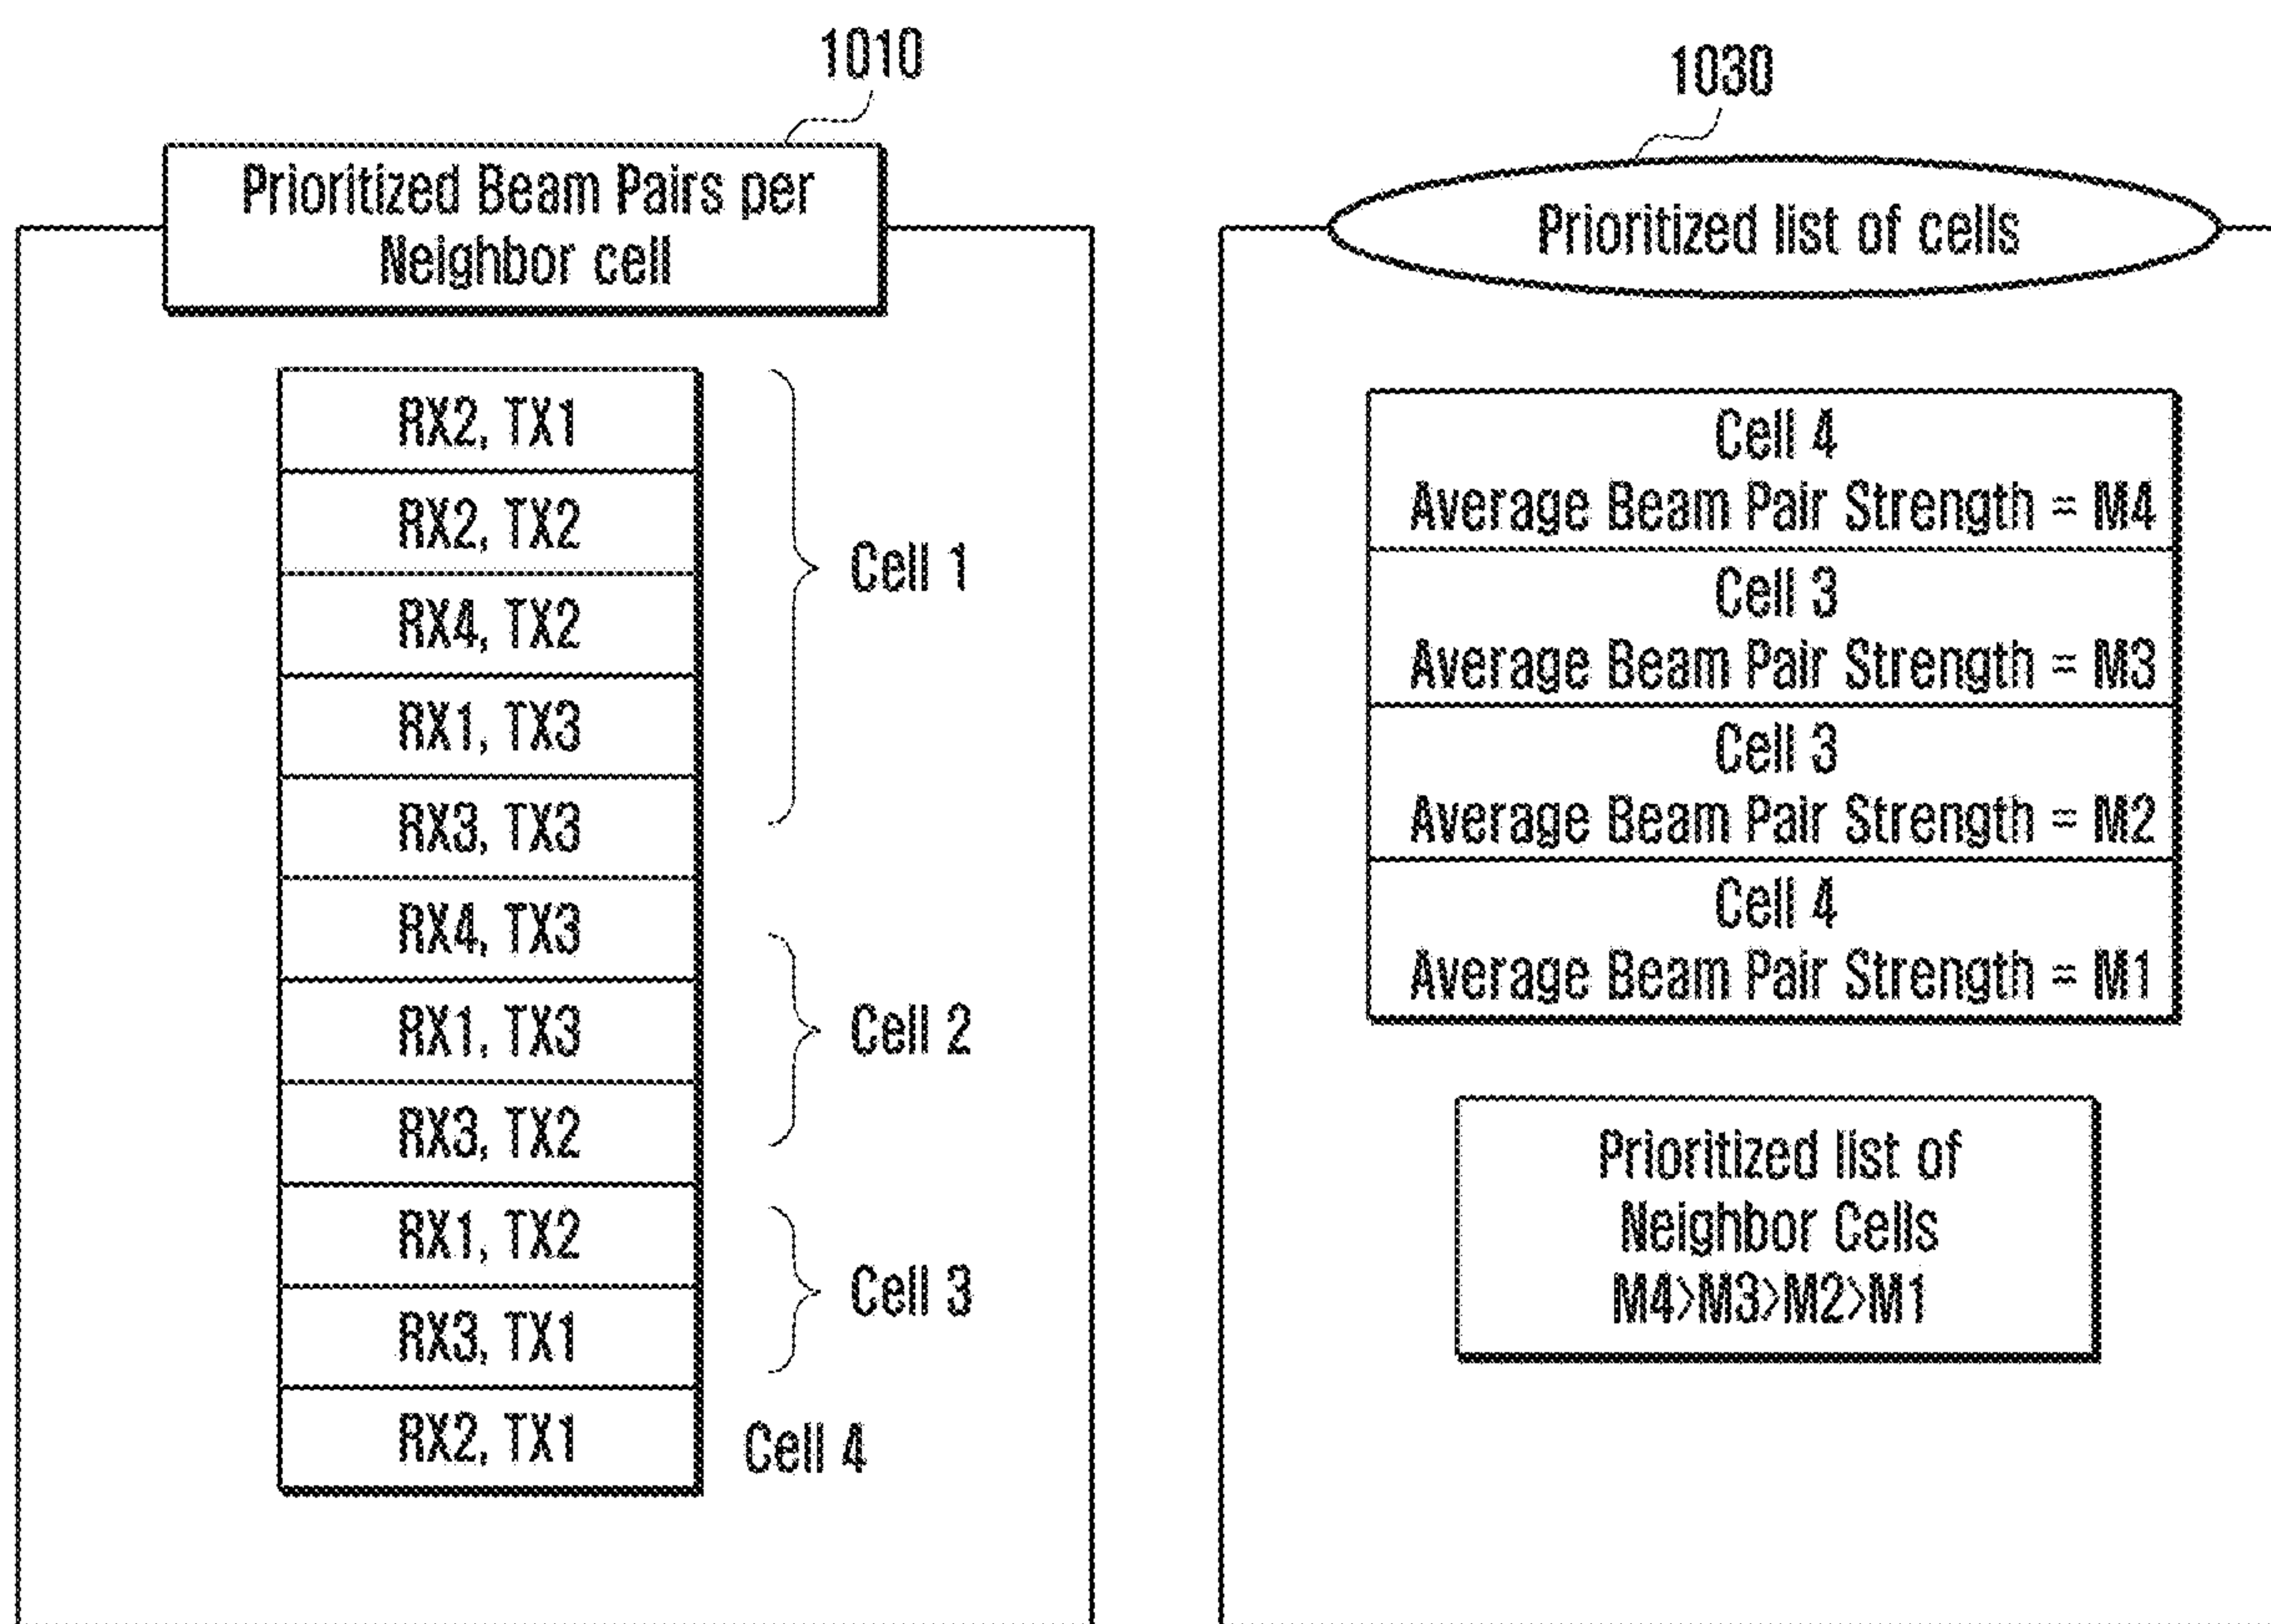 1010
Prioritized Beam Pairs per
Neighbor cell
RX2, TX1
RX2, TX2
RX4, TX2
RX1, TX3
RX3, TX3
Cell 1
RX4, TX3
RX1, TX3
RX3, TX2
Cell 2
RX1, TX2
RX3, TX1
Cell 3
RX2, TX1
Cell 4
1030
Prioritized list of cells
Cell 4
Average Beam Pair Strength = M4
Cell 3
Average Beam Pair Strength = M3
Cell 3
Average Beam Pair Strength = M2
Cell 4
Average Beam Pair Strength = M1
Prioritized list of
Neighbor Cells
M4>M3>M2>M1